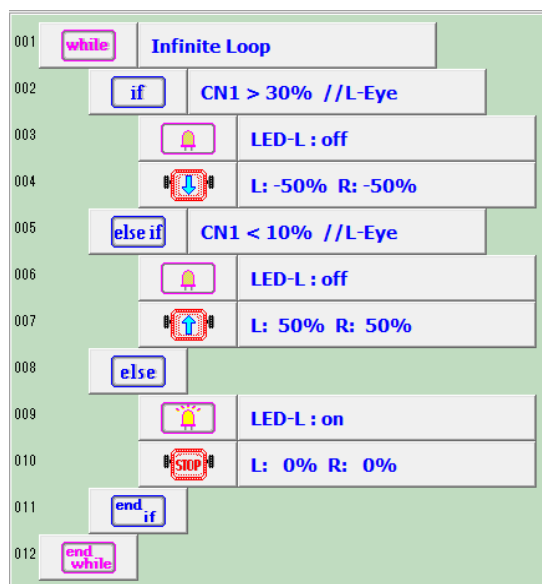 001 while Infinite Loop
002 if CN1 > 30% //L-Eye
003 LED-L : off
004 L: -50% R: -50%
005 else if CN1 < 10% //L-Eye
006 LED-L : off
007 L: 50% R: 50%
008 else
009 LED-L : on
010 STOP L: 0% R: 0%
011 end if
012 end while